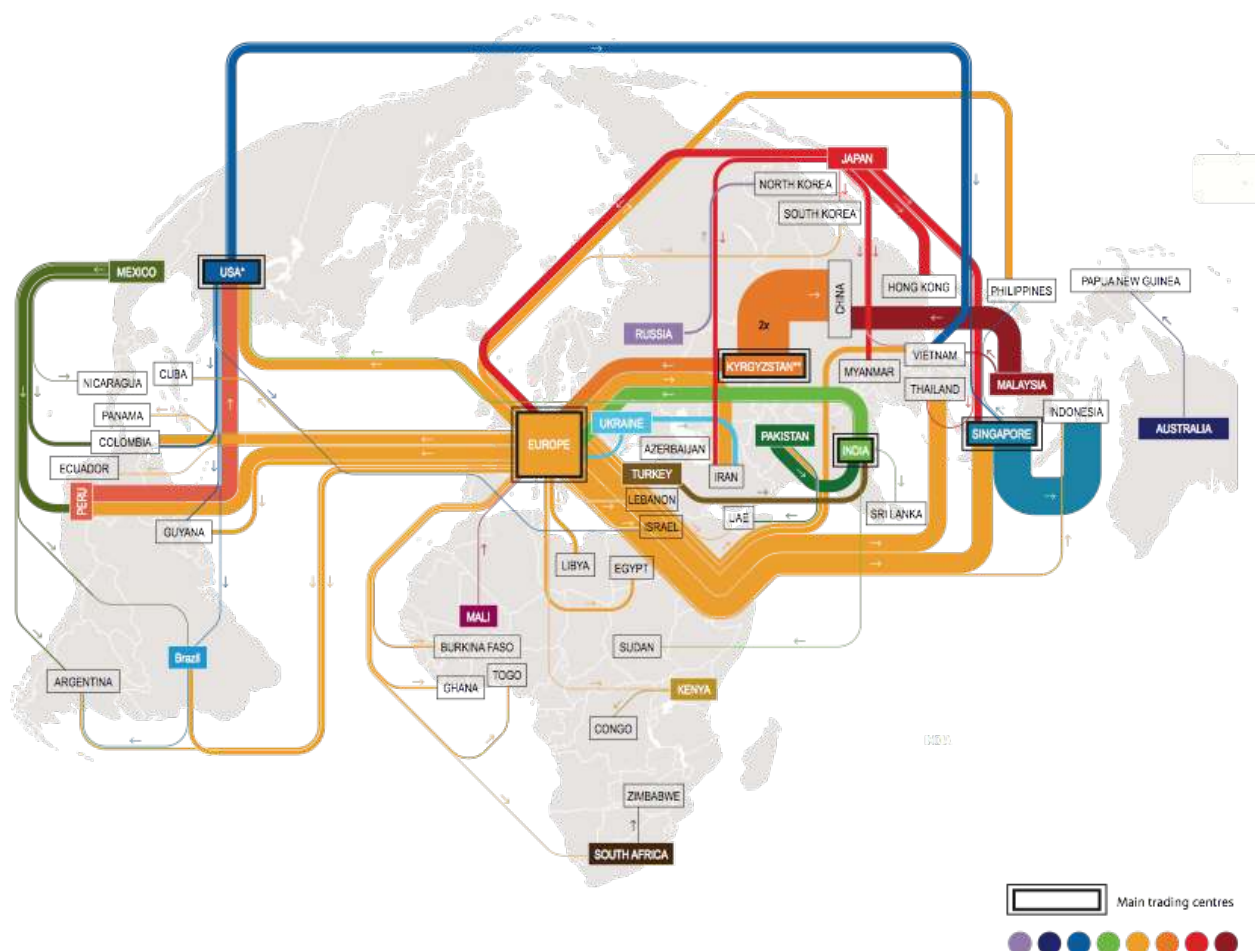 JAPAN
NORTH KOREA
SOUTH KOREA
MEXICO
USA*
HONG KONG
PHILIPPINES
PAPUA NEW GUINEA
CHINA
2x
RUSSIA
KYRGYZSTAN**
VIETNAM
MYANMAR
THAILAND
MALAYSIA
CUBA
NICARAGUA
PANAMA
COLOMBIA
ECUADOR
PERU
GUYANA
EUROPE
UKRAINE
AZERBAIJAN
PAKISTAN
INDIA
INDONESIA
SINGAPORE
AUSTRALIA
TURKEY
IRAN
LEBANON
ISRAEL
UAE
SRI LANKA
LIBYA
EGYPT
MALI
BURKINA FASO
SUDAN
Brazil
ARGENTINA
GHANA
TOGO
KENYA
CONGO
ZIMBABWE
SOUTH AFRICA
Main trading centres